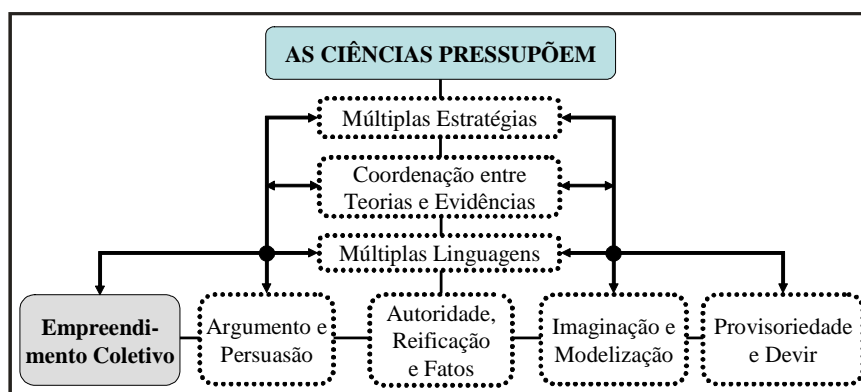 AS CIÊNCIAS PRESSUPÕEM
Múltiplas Estratégias
Coordenação entre
Teorias e Evidências
Múltiplas Linguagens
Empreendi-
mento Coletivo
Argumento e
Persuasão
Autoridade,
Reificação
e Fatos
Imaginação e
Modelização
Provisoriedade
e Devir